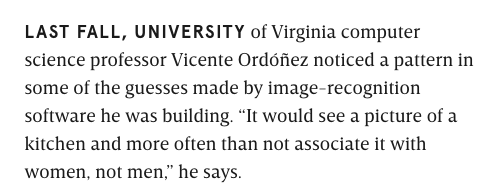 LAST FALL, UNIVERSITY of Virginia computer
science professor Vicente Ordóñez noticed a pattern in
some of the guesses made by image-recognition
software he was building. “It would see a picture of a
kitchen and more often than not associate it with
women, not men,” he says.